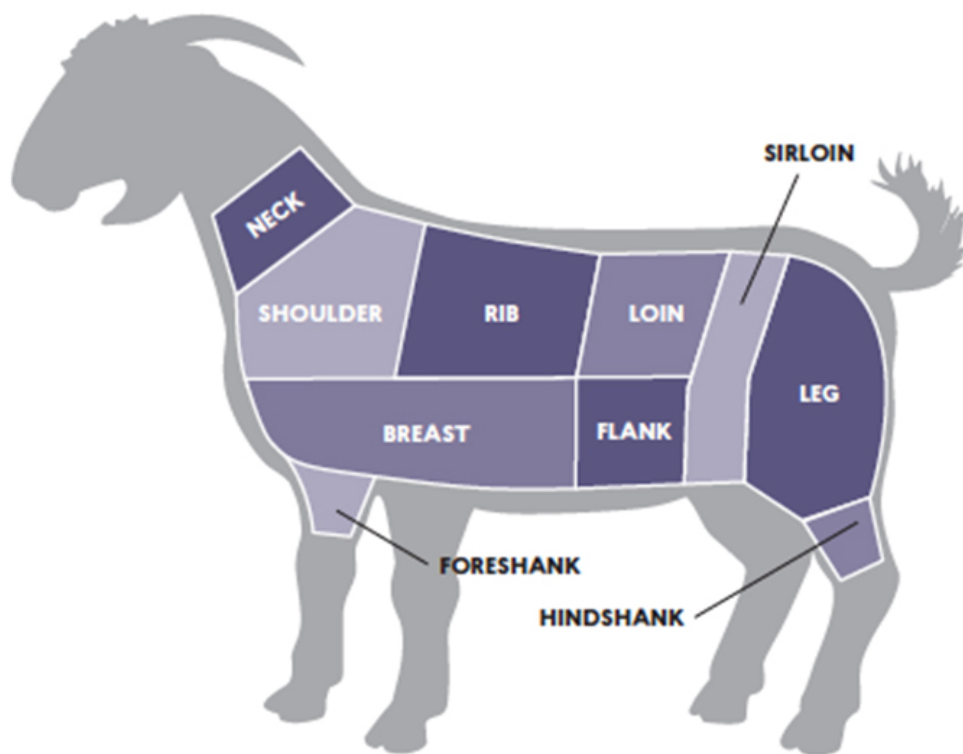 SIRLOIN
NECK
SHOULDER
RIB
LOIN
LEG
BREAST
FLANK
FORESHANK
HINDSHANK